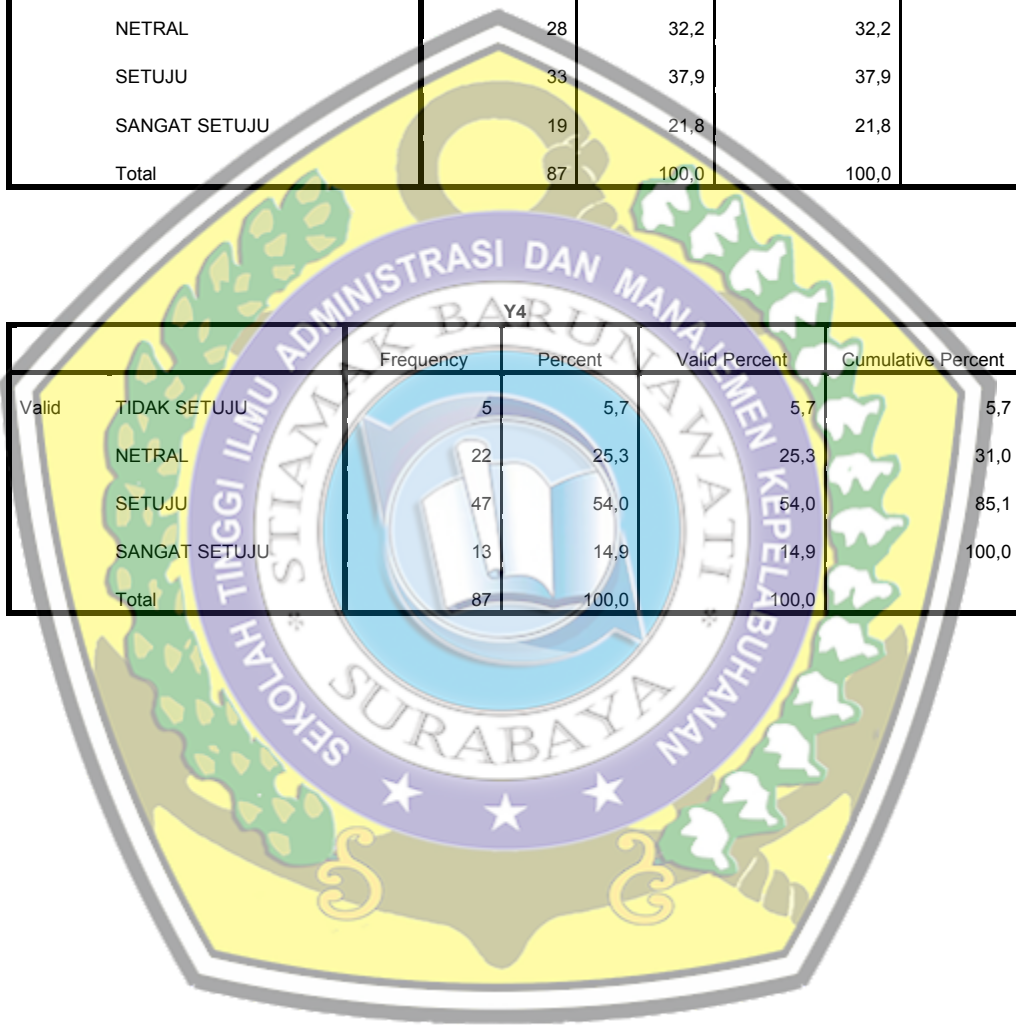 NETRAL 28 32,2 32,2
SETUJU 33 37,9 37,9
SANGAT SETUJU 19 21,8 21,8
Total 87 100,0 100,0
Y4
Frequency Percent Valid Percent Cumulative Percent
Valid TIDAK SETUJU 5 5,7 5,7 5,7
NETRAL 22 25,3 25,3 31,0
SETUJU 47 54,0 54,0 85,1
SANGAT SETUJU 13 14,9 14,9 100,0
Total 87 100,0 100,0
SEKOLAH TINGGI ILMU ADMINISTRASI DAN MANAJEMEN KEPELABUHANAN
STIAMAK BARUNAWATI
* SURABAYA *